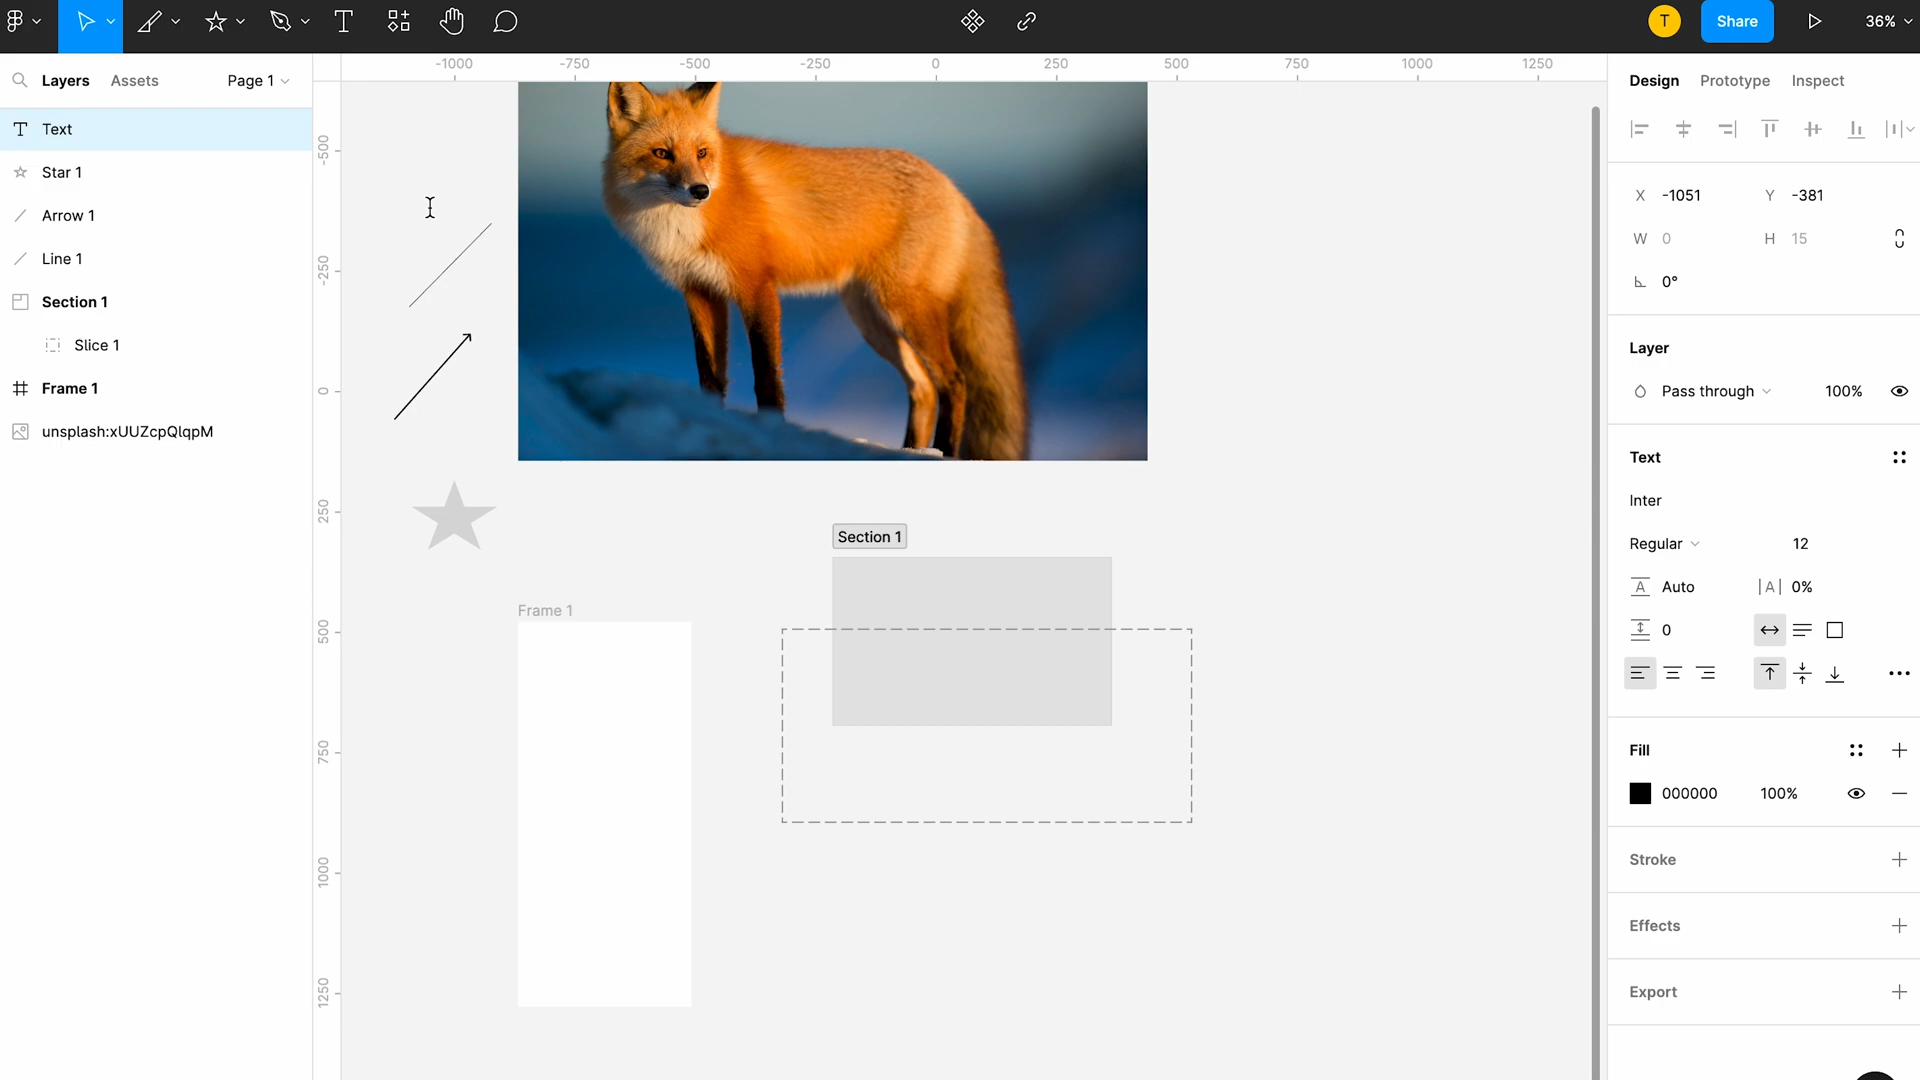 T
Share
36%
Layers
Assets
Page 1
-1000
-750
-500
-250
0
250
500
750
1000
1250
Design
Prototype
Inspect
Text
Star 1
Arrow 1
Line 1
Section 1
Slice 1
Frame 1
unsplash:xUUZcpQlqpM
-500
-250
0
250
500
750
1000
1250
Section 1
Frame 1
X -1051
Y -381
W 0
H 15
0°
Layer
Pass through
100%
Text
Inter
Regular
12
A Auto
|A| 0%
0
Fill
000000
100%
Stroke
Effects
Export